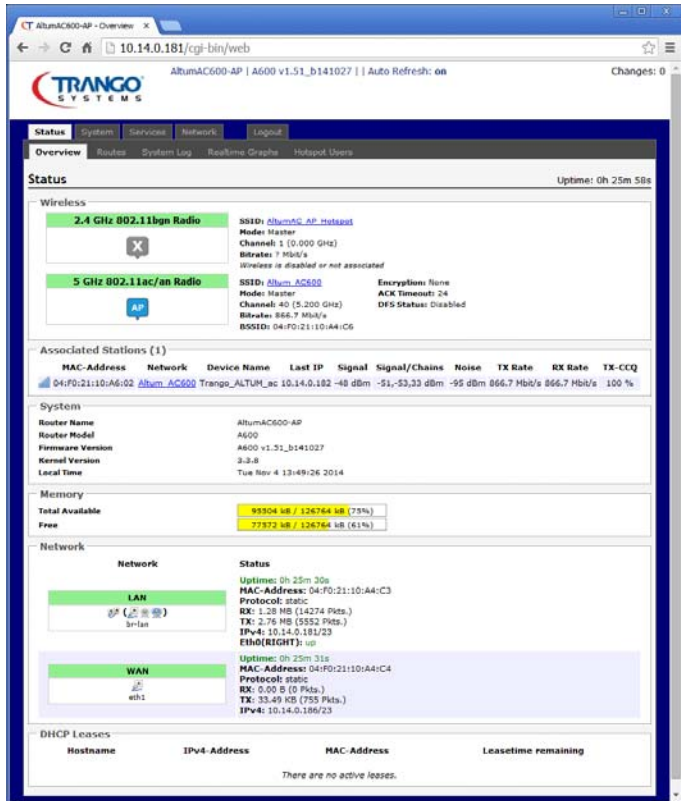 AltumAC600-AP - Overview
10.14.0.181/cgi-bin/web
AltumAC600-AP | A600 v1.51_b141027 | | Auto Refresh: on
Changes: 0
TRANGO
SYSTEMS
Status System Services Network Logout
Overview Routes System Log Realtime Graphs Hotspot Users
Status
Uptime: 0h 25m 58s
Wireless
2.4 GHz 802.11bgn Radio
X
SSID: AltumAC_AP_Hotspot
Mode: Master
Channel: 1 (0.000 GHz)
Bitrate: ? Mbit/s
Wireless is disabled or not associated
5 GHz 802.11ac/an Radio
AP
SSID: Altum_AC600 Encryption: None
Mode: Master ACK Timeout: 24
Channel: 40 (5.200 GHz) DFS Status: Disabled
Bitrate: 866.7 Mbit/s
BSSID: 04:F0:21:10:A4:C6
Associated Stations (1)
MAC-Address Network Device Name Last IP Signal Signal/Chains Noise TX Rate RX Rate TX-CCQ
04:F0:21:10:A6:02 Altum_AC600 Trango_ALTUM_ac 10.14.0.182 -48 dBm -51,-53,33 dBm -95 dBm 866.7 Mbit/s 866.7 Mbit/s 100 %
System
Router Name AltumAC600-AP
Router Model A600
Firmware Version A600 v1.51_b141027
Kernel Version 3.3.8
Local Time Tue Nov 4 13:49:26 2014
Memory
Total Available 95504 kB / 126764 kB (75%)
Free 77572 kB / 126764 kB (61%)
Network
Network Status
LAN
br-lan
Uptime: 0h 25m 30s
MAC-Address: 04:F0:21:10:A4:C3
Protocol: static
RX: 1.28 MB (14274 Pkts.)
TX: 2.76 MB (5552 Pkts.)
IPv4: 10.14.0.181/23
Eth0(RIGHT): up
WAN
eth1
Uptime: 0h 25m 31s
MAC-Address: 04:F0:21:10:A4:C4
Protocol: static
RX: 0.00 B (0 Pkts.)
TX: 33.49 KB (755 Pkts.)
IPv4: 10.14.0.186/23
DHCP Leases
Hostname IPv4-Address MAC-Address Leasetime remaining
There are no active leases.